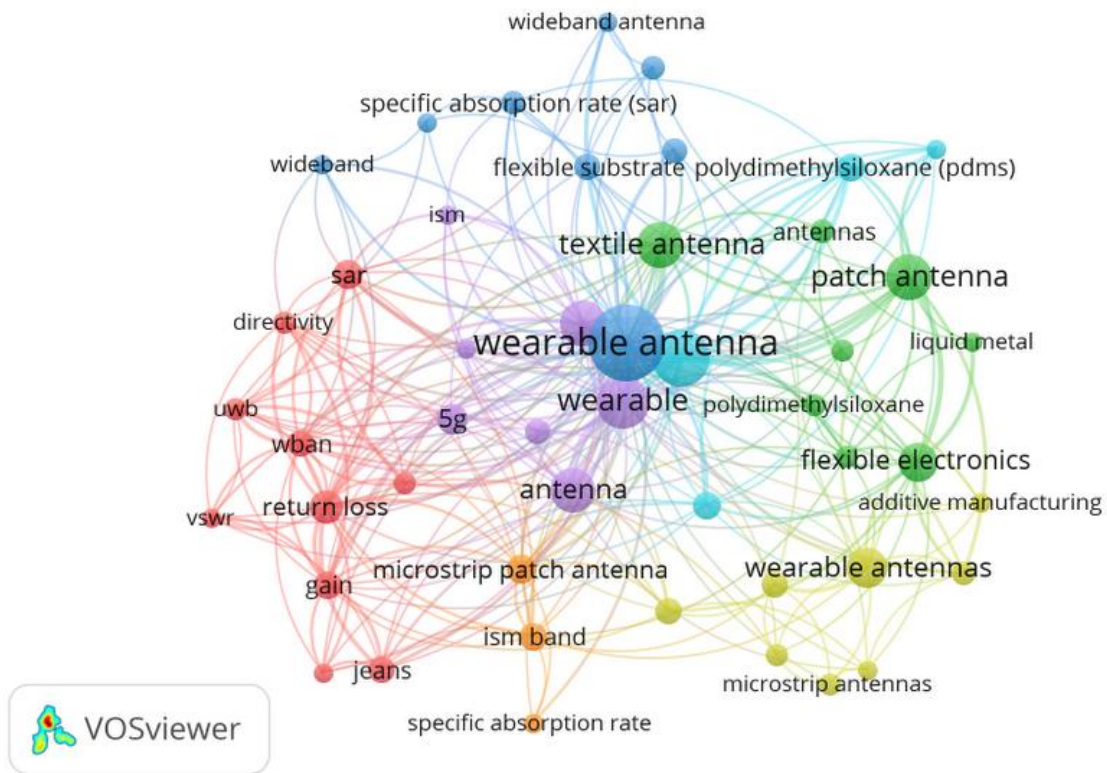 wideband antenna
specific absorption rate (sar)
wideband
flexible substrate
polydimethylsiloxane (pdms)
ism
textile antenna
antennas
sar
patch antenna
directivity
wearable antenna
liquid metal
uwb
5g
wearable
polydimethylsiloxane
wban
flexible electronics
return loss
antenna
additive manufacturing
vswr
gain
microstrip patch antenna
wearable antennas
ism band
jeans
microstrip antennas
specific absorption rate
VOSviewer